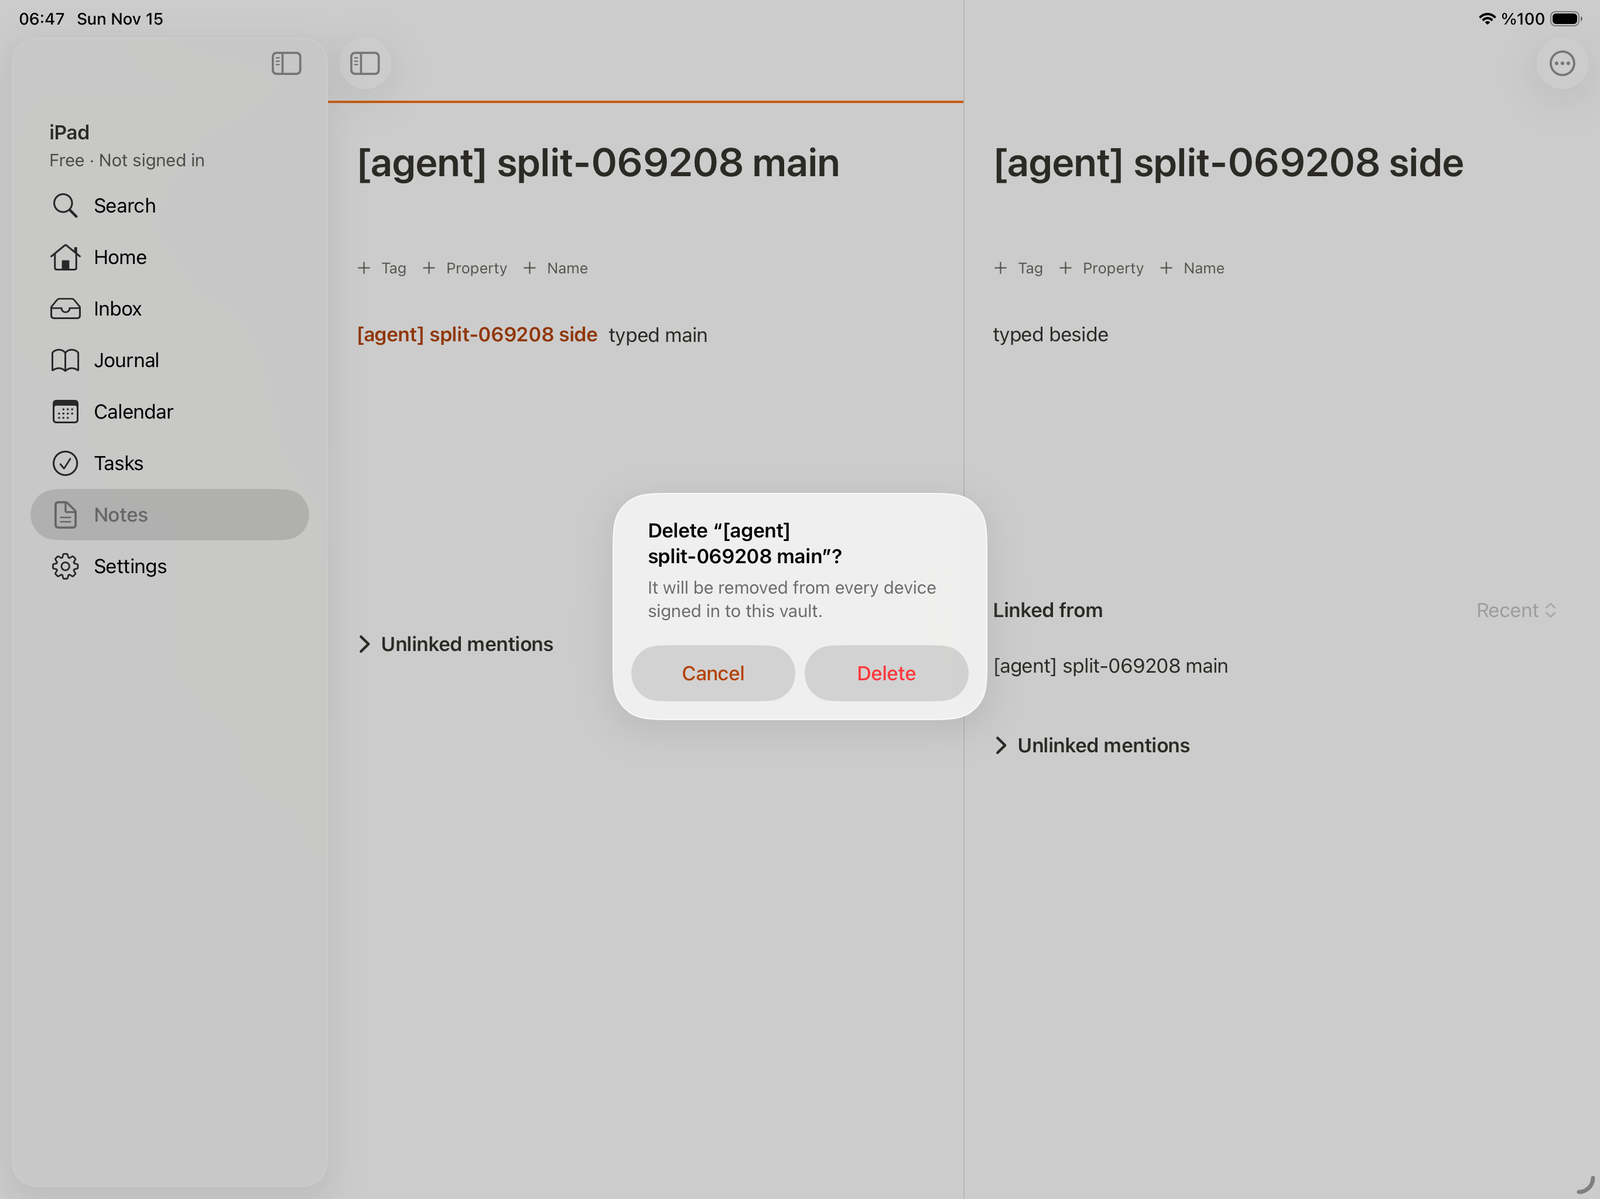 06:47 Sun Nov 15
%100
iPad
Free · Not signed in
Search
Home
Inbox
Journal
Calendar
Tasks
Notes
Settings
[agent] split-069208 main
+ Tag + Property + Name
[agent] split-069208 side typed main
Unlinked mentions
[agent] split-069208 side
+ Tag + Property + Name
typed beside
Linked from
Recent
[agent] split-069208 main
Unlinked mentions
Delete “[agent]
split-069208 main”?
It will be removed from every device
signed in to this vault.
Cancel
Delete